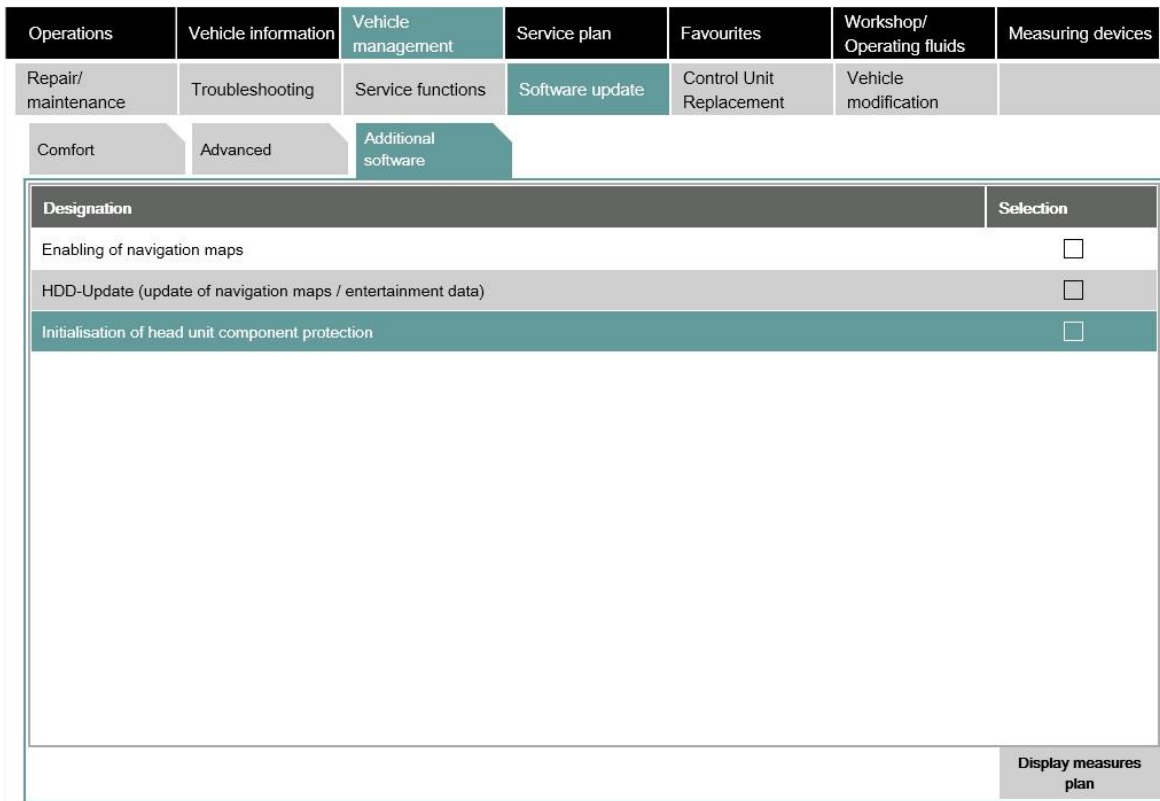 Operations
Vehicle information
Vehicle
management
Service plan
Favourites
Workshop/
Operating fluids
Measuring devices
Repair/
maintenance
Troubleshooting
Service functions
Software update
Control Unit
Replacement
Vehicle
modification
Comfort
Advanced
Additional
software
Designation
Selection
Enabling of navigation maps
HDD-Update (update of navigation maps / entertainment data)
Initialisation of head unit component protection
Display measures
plan